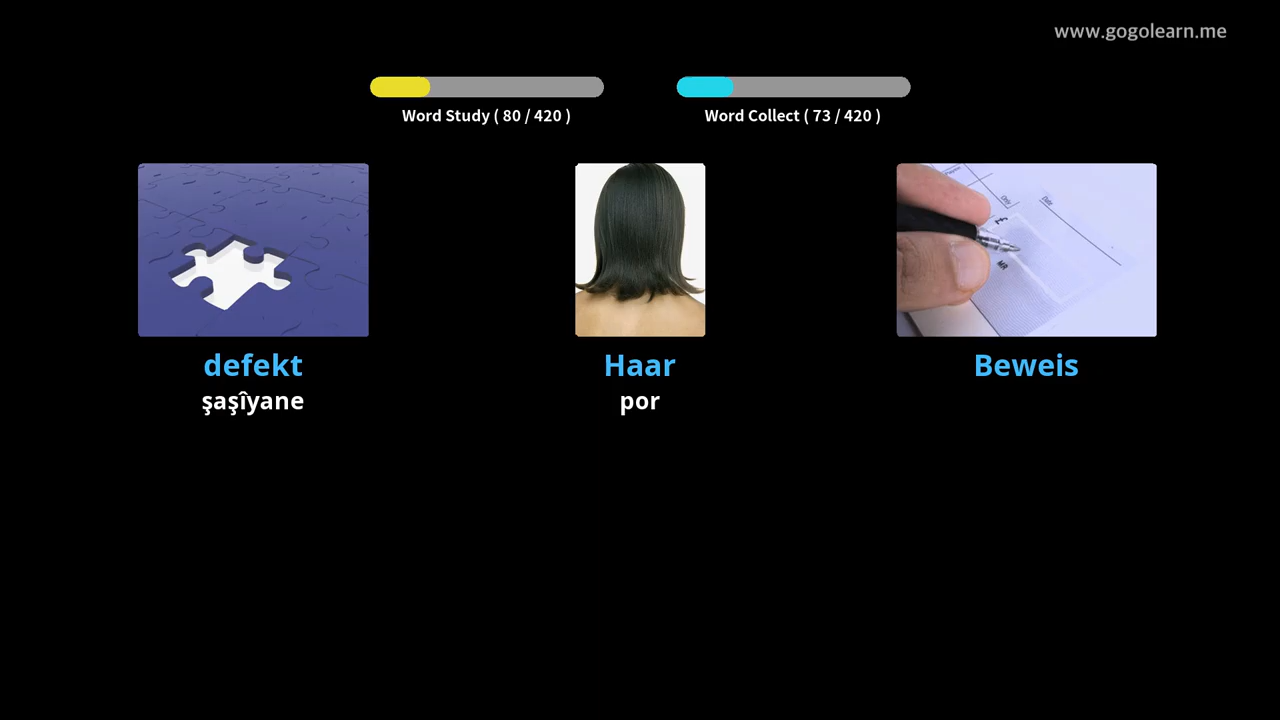 www.gogolearn.me
Word Study ( 80 / 420 )
Word Collect ( 73 / 420 )
defekt
şaşîyane
Haar
por
Beweis